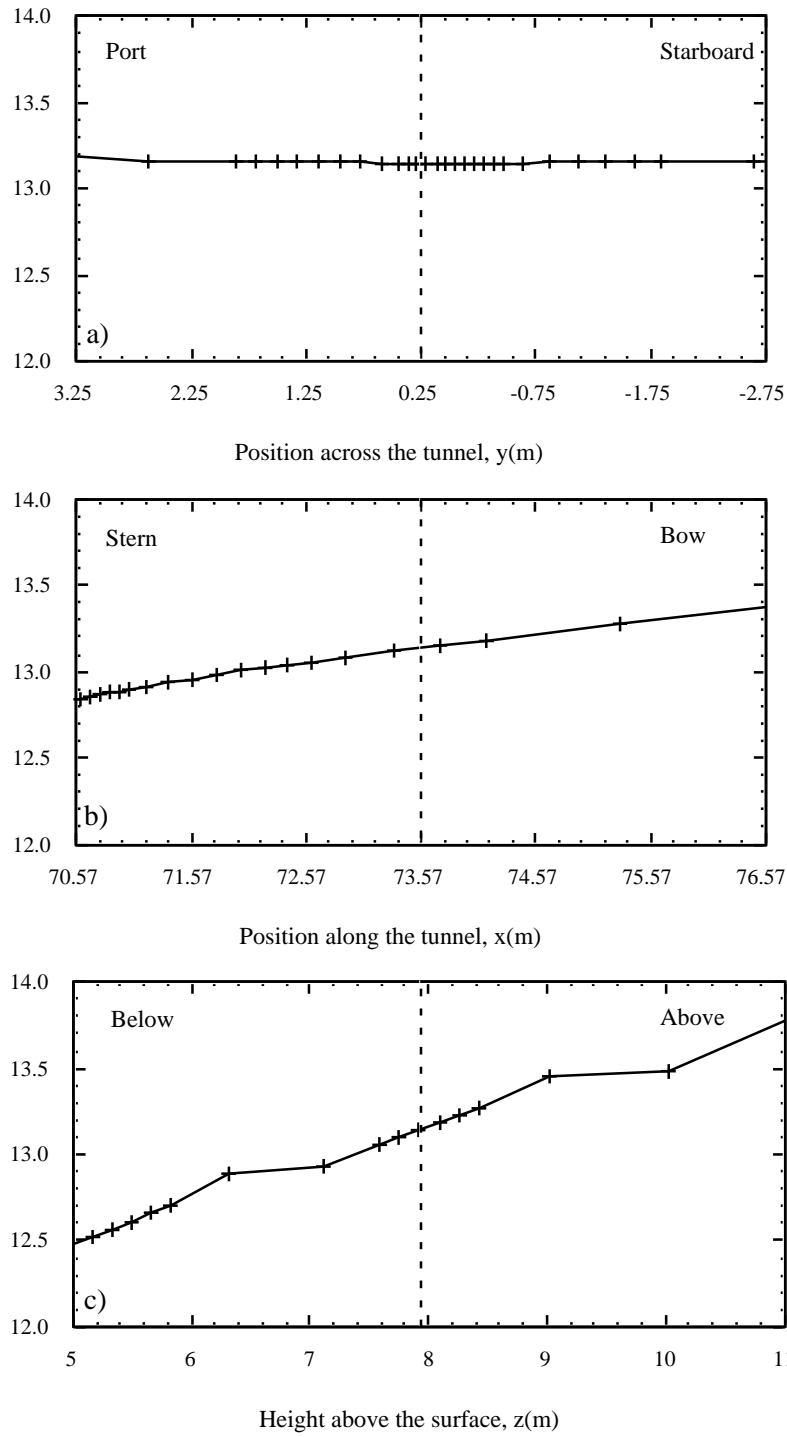 14.0
Port Starboard
13.5
13.0
12.5
a)
12.0
3.25 2.25 1.25 0.25 -0.75 -1.75 -2.75
Position across the tunnel, y(m)
14.0
Stern Bow
13.5
13.0
12.5
b)
12.0
70.57 71.57 72.57 73.57 74.57 75.57 76.57
Position along the tunnel, x(m)
14.0
Below Above
13.5
13.0
12.5
c)
12.0
5 6 7 8 9 10 11
Height above the surface, z(m)